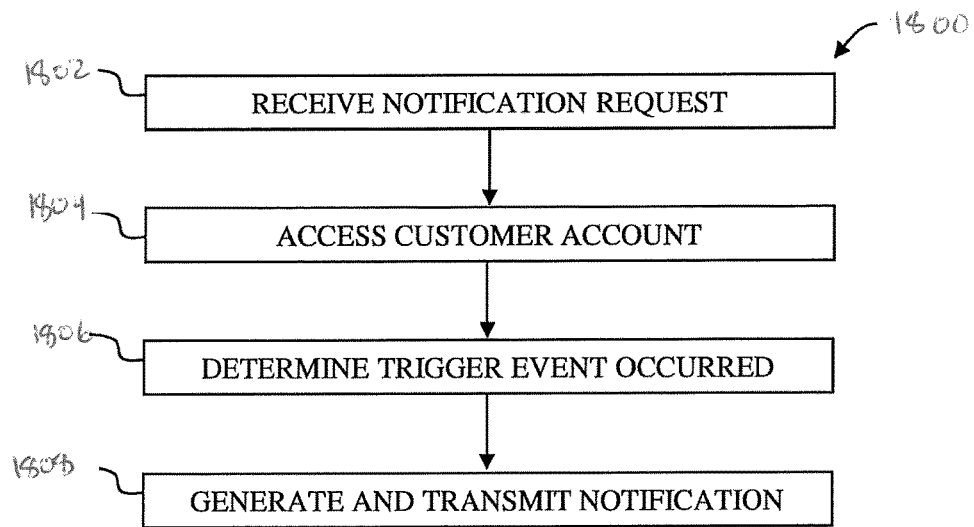 1800
1802
RECEIVE NOTIFICATION REQUEST
1804
ACCESS CUSTOMER ACCOUNT
1806
DETERMINE TRIGGER EVENT OCCURRED
1808
GENERATE AND TRANSMIT NOTIFICATION